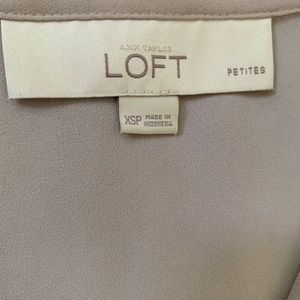 ANN TAYLOR
LOFT
PETITES
XSP MADE IN
INDONESIA